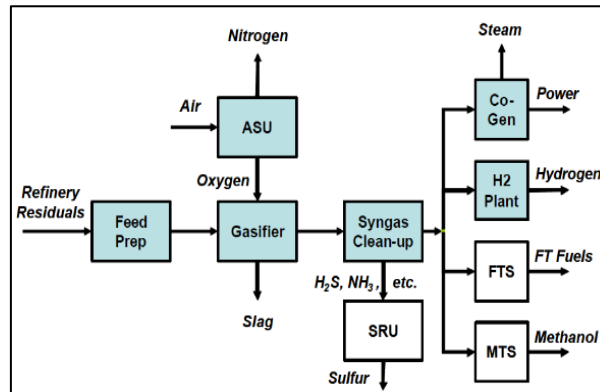 Nitrogen
Steam
Air
ASU
Co-
Gen
Power
Oxygen
Refinery
Residuals
Feed
Prep
Gasifier
Syngas
Clean-up
H2
Plant
Hydrogen
H₂S, NH₃, etc.
FTS
FT Fuels
Slag
SRU
Sulfur
MTS
Methanol